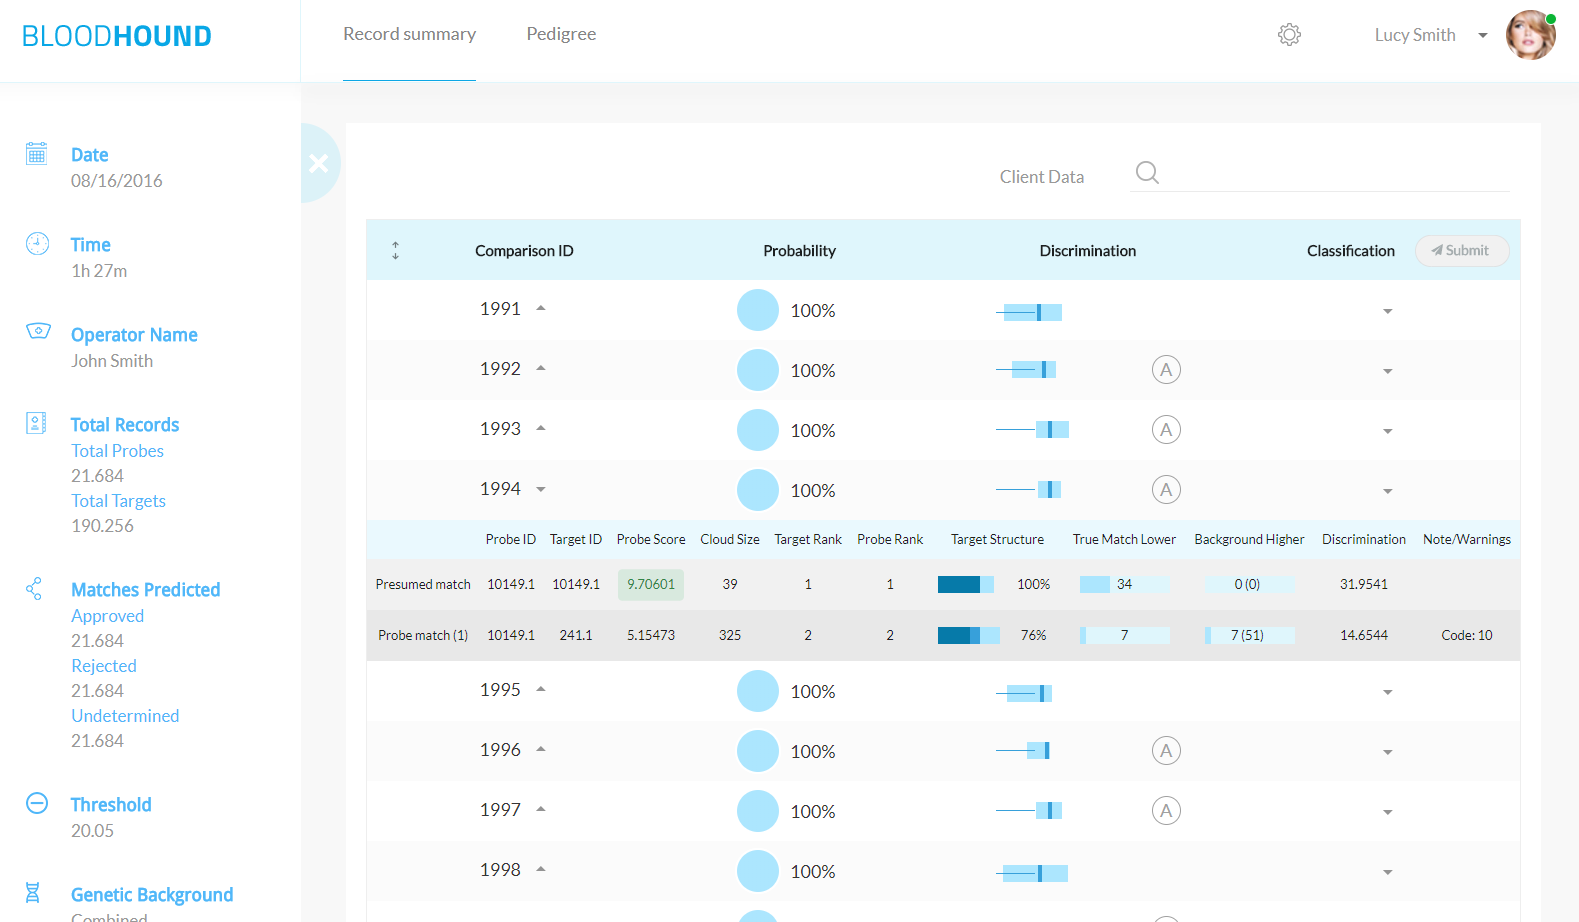 BLOODHOUND
Record summary
Pedigree
Lucy Smith
Date
08/16/2016
Time
1h 27m
Operator Name
John Smith
Total Records
Total Probes
21.684
Total Targets
190.256
Matches Predicted
Approved
21.684
Rejected
21.684
Undetermined
21.684
Threshold
20.05
Genetic Background
Combined
Client Data
Comparison ID Probability Discrimination Classification Submit
1991 100%
1992 100% A
1993 100% A
1994 100% A
Probe ID Target ID Probe Score Cloud Size Target Rank Probe Rank Target Structure True Match Lower Background Higher Discrimination Note/Warnings
Presumed match 10149.1 10149.1 9.70601 39 1 1 100% 34 0 (0) 31.9541
Probe match (1) 10149.1 241.1 5.15473 325 2 2 76% 7 7 (51) 14.6544 Code: 10
1995 100%
1996 100% A
1997 100% A
1998 100%